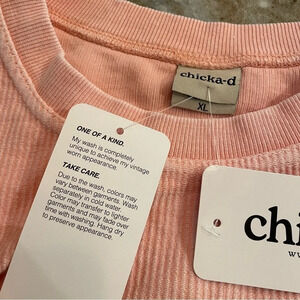 chicka-d
XL
ONE OF A KIND.
My wash is completely
unique to achieve my vintage
worn appearance.
TAKE CARE.
Due to the wash, colors may
vary between garments. Wash
separately in cold water.
Color may transfer to lighter
garments and may fade over
time with washing. Hang dry
to preserve appearance.
chi